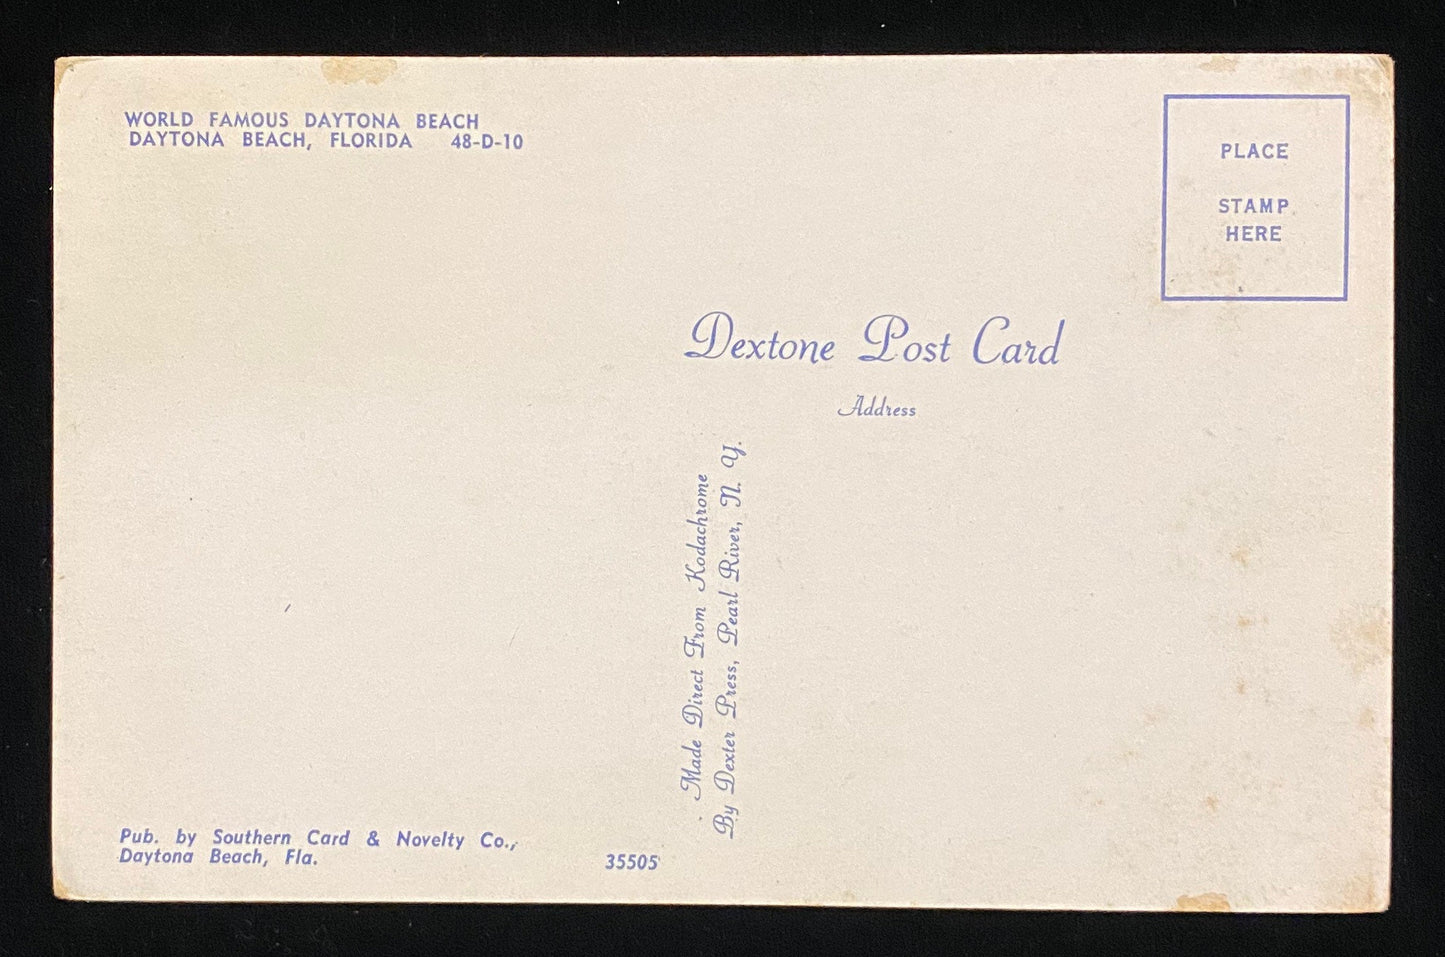 WORLD FAMOUS DAYTONA BEACH
DAYTONA BEACH, FLORIDA 48-D-10
PLACE
STAMP
HERE
Dextone Post Card
Address
Made Direct From Kodachrome
By Dexter Press, Pearl River, N. Y.
Pub. by Southern Card & Novelty Co.,
Daytona Beach, Fla.
35505